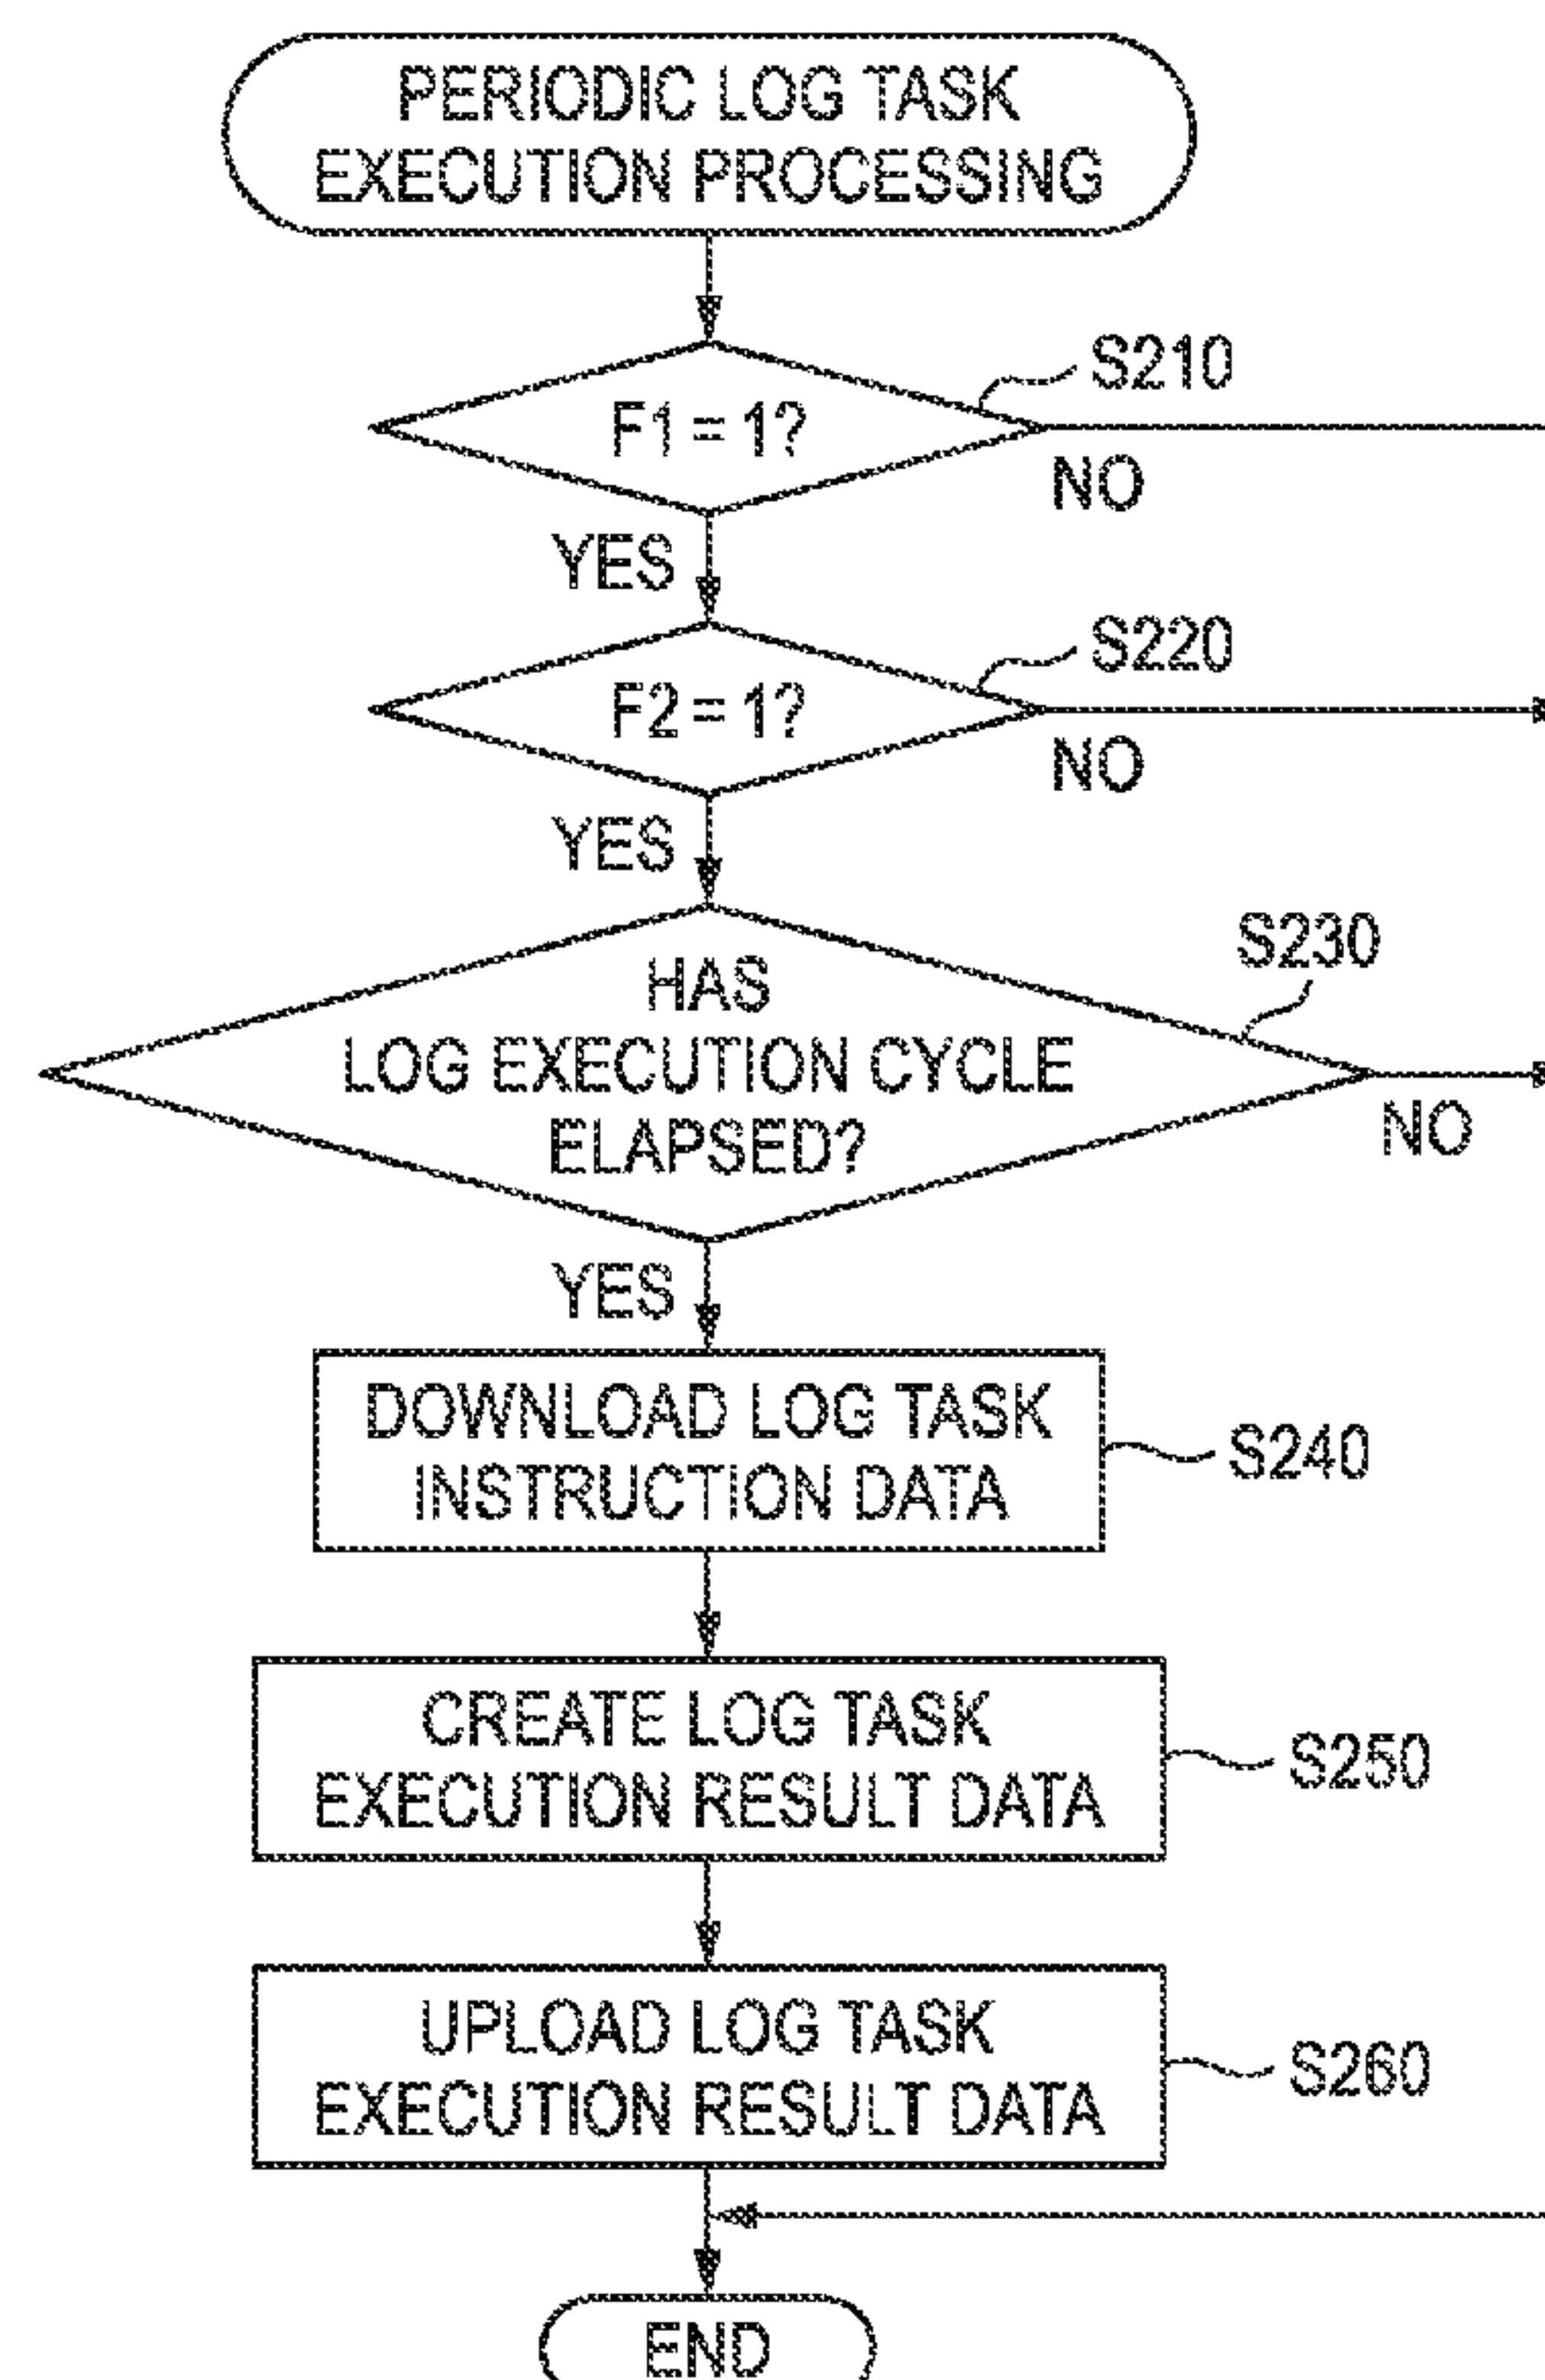 PERIODIC LOG TASK
EXECUTION PROCESSING
S210
F1 = 1?
NO
YES
S220
F2 = 1?
NO
YES
S230
HAS
LOG EXECUTION CYCLE
ELAPSED?
NO
YES
DOWNLOAD LOG TASK
INSTRUCTION DATA
S240
CREATE LOG TASK
EXECUTION RESULT DATA
S250
UPLOAD LOG TASK
EXECUTION RESULT DATA
S260
END